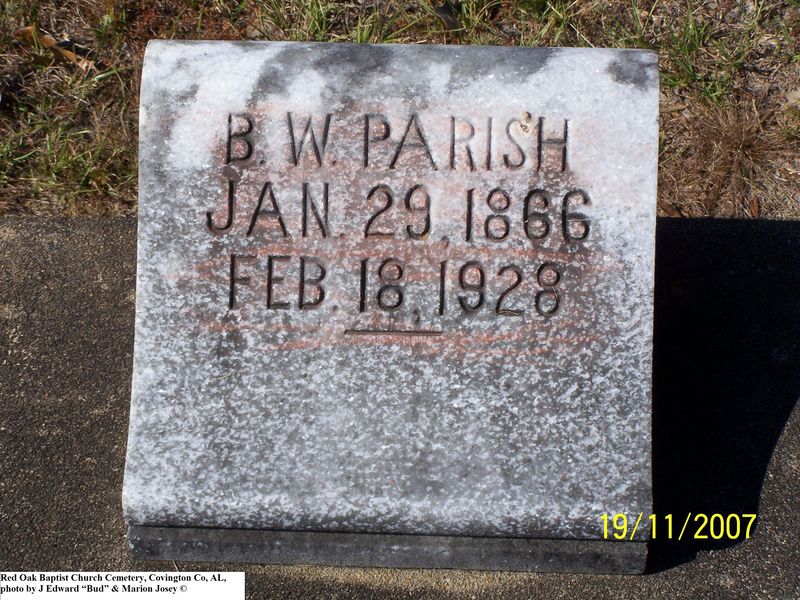 B. W. PARISH
JAN. 29, 1866
FEB. 18, 1928
19/11/2007
Red Oak Baptist Church Cemetery, Covington Co, AL,
photo by J Edward “Bud” & Marion Josey ©